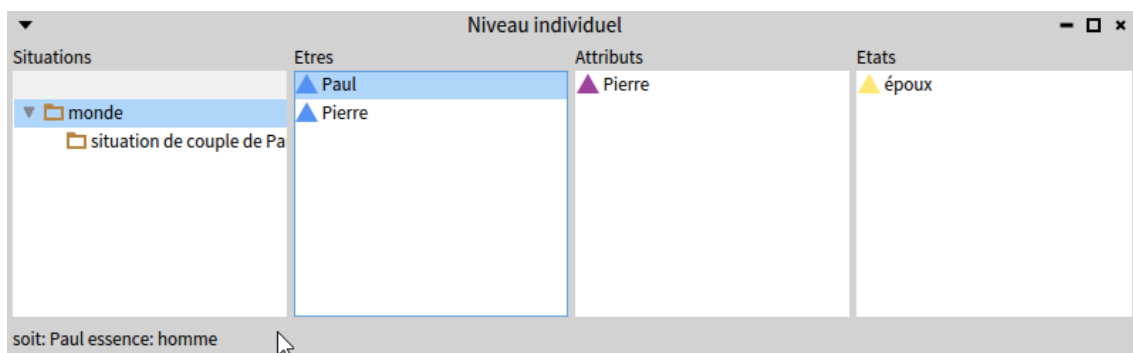 Niveau individuel
Situations Etres Attributs Etats
Paul Pierre époux
monde Pierre
situation de couple de Pa
soit: Paul essence: homme